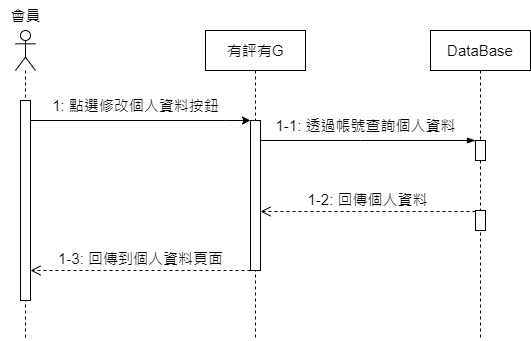 會員
有評有G
DataBase
1: 點選修改個人資料按鈕
1-1: 透過帳號查詢個人資料
1-2: 回傳個人資料
1-3: 回傳到個人資料頁面